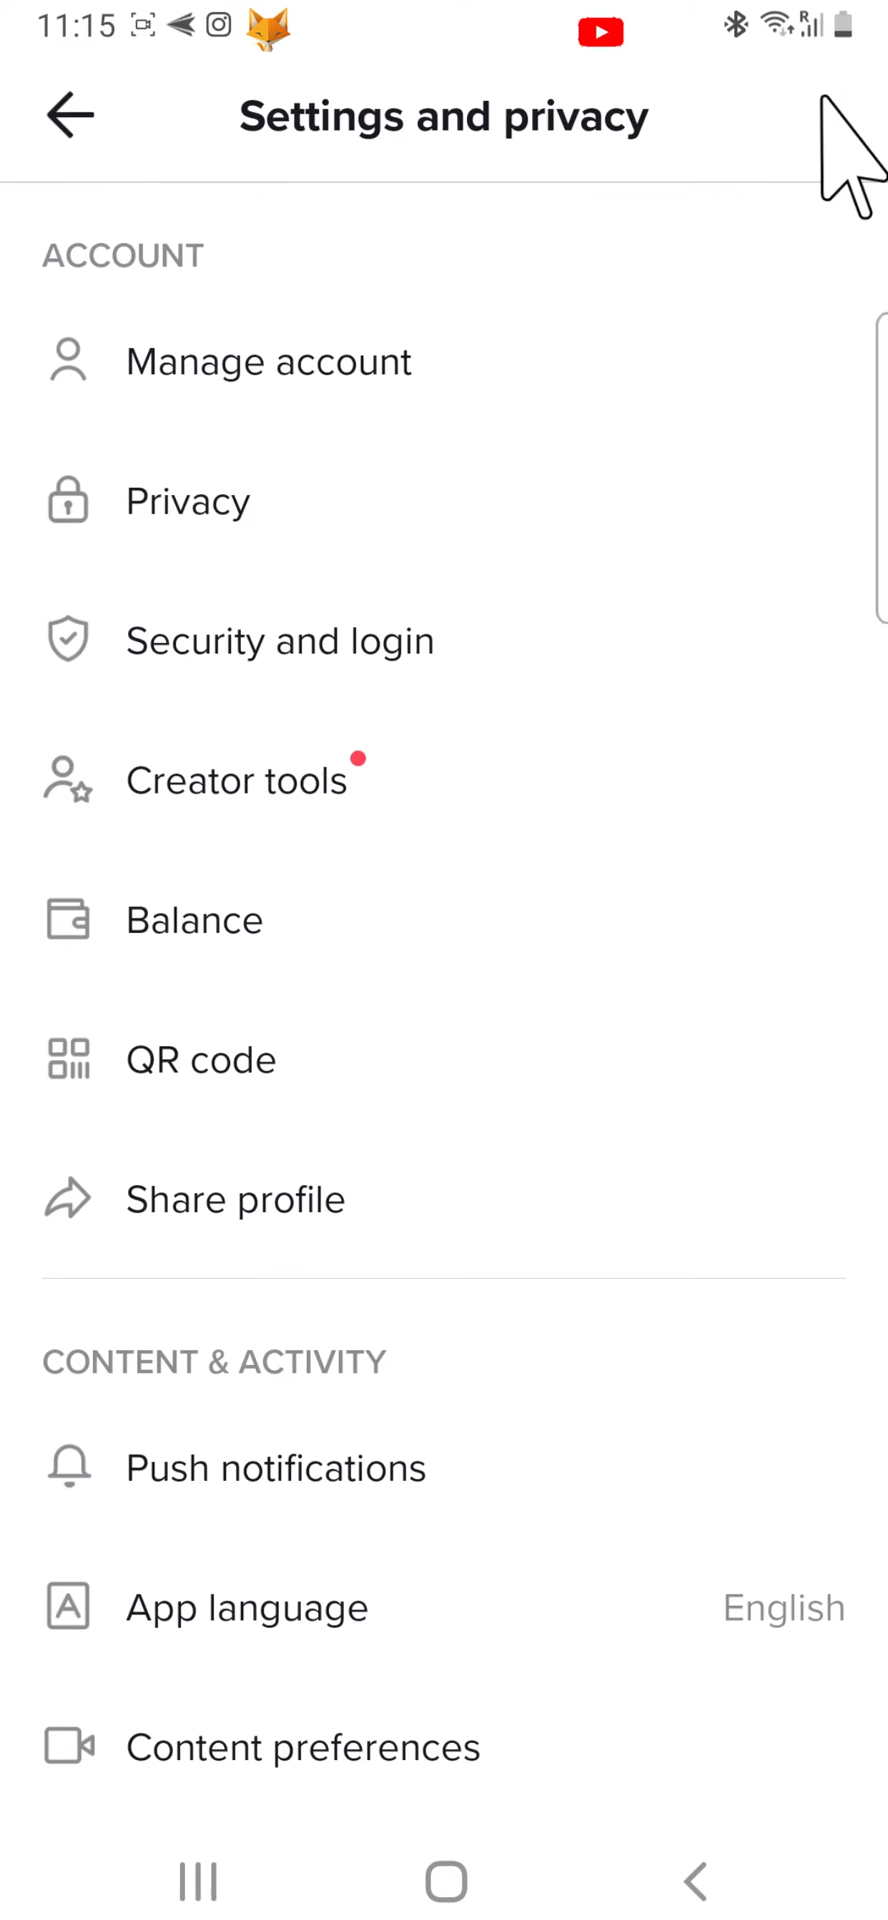 11:15
R
Settings and privacy
ACCOUNT
Manage account
Privacy
Security and login
Creator tools
Balance
QR code
Share profile
CONTENT & ACTIVITY
Push notifications
A App language English
Content preferences